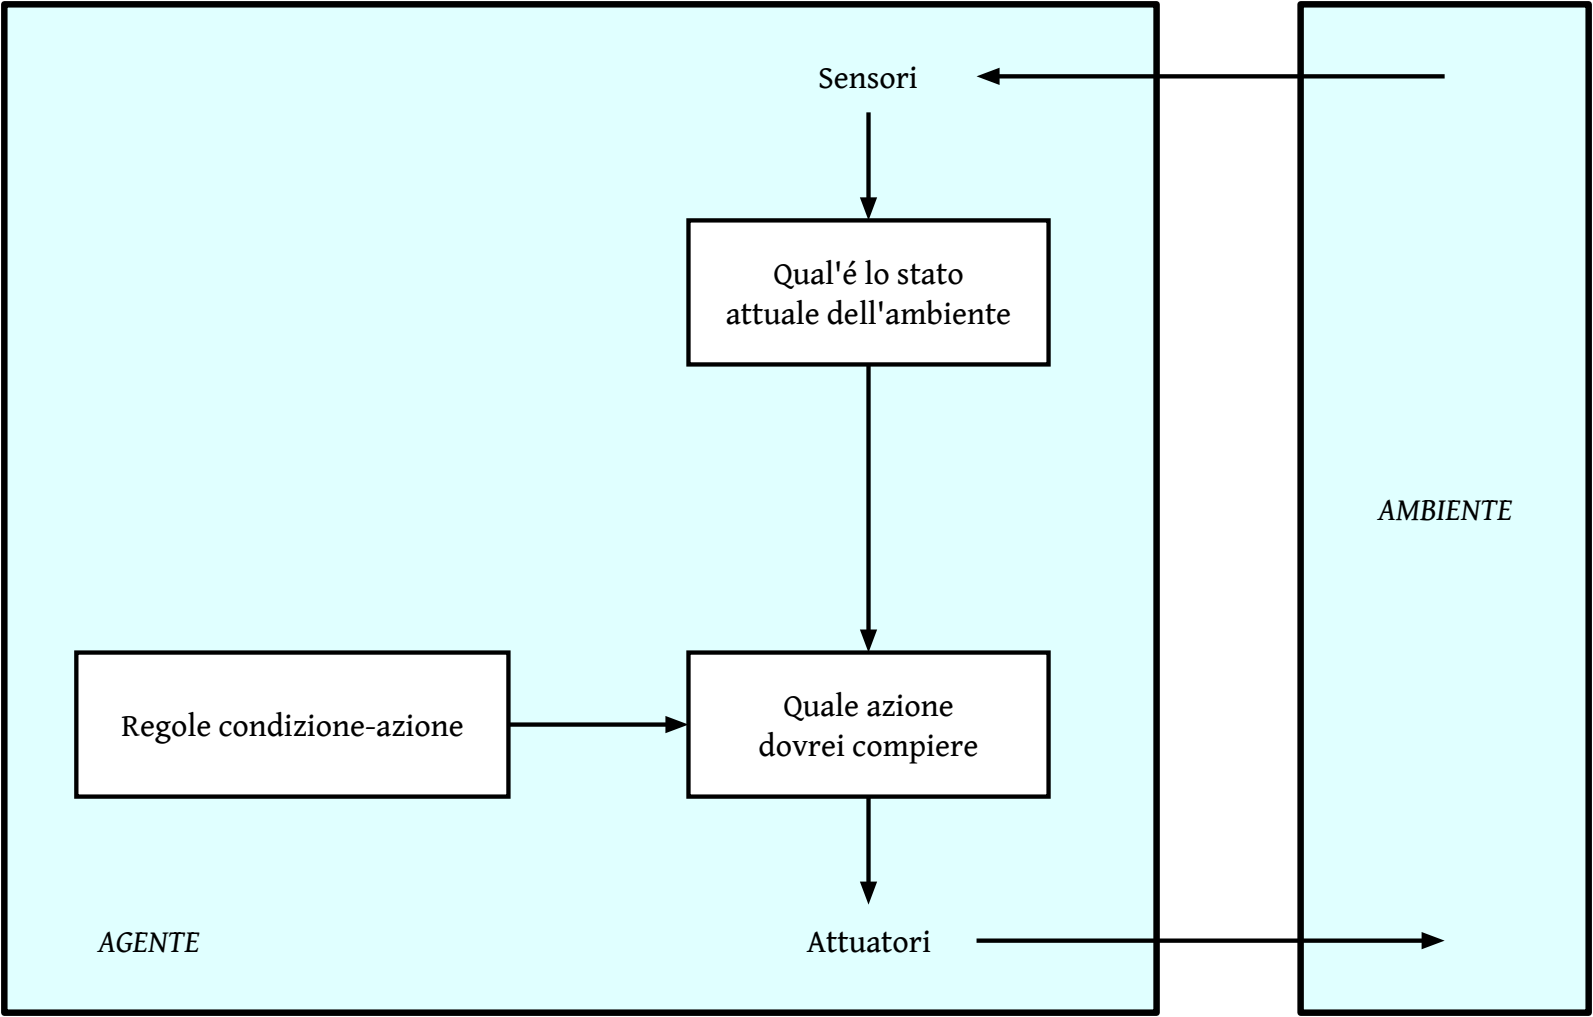 Sensori
Qual'é lo stato
attuale dell'ambiente
AMBIENTE
Regole condizione-azione
Quale azione
dovrei compiere
AGENTE
Attuatori